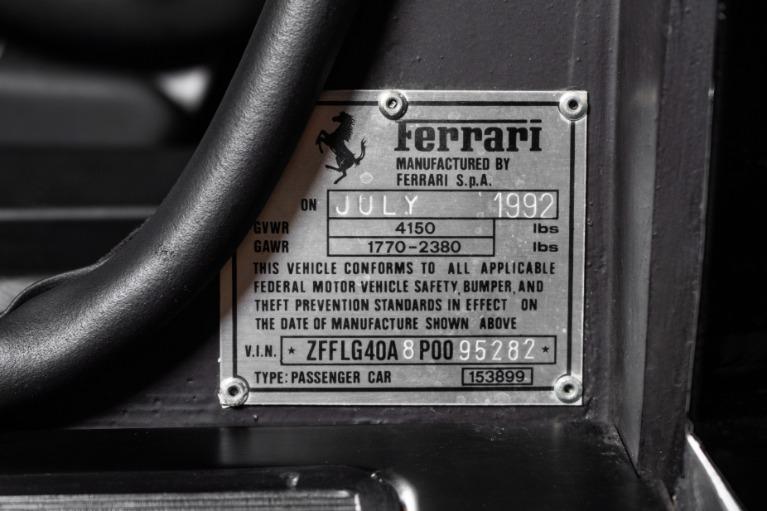 Ferrari
MANUFACTURED BY
FERRARI S.p.A.
ON JULY 1992
GVWR 4150 lbs
GAWR 1770-2380 lbs
THIS VEHICLE CONFORMS TO ALL APPLICABLE
FEDERAL MOTOR VEHICLE SAFETY, BUMPER, AND
THEFT PREVENTION STANDARDS IN EFFECT ON
THE DATE OF MANUFACTURE SHOWN ABOVE
V.I.N. * ZFFLG40A8P0095282 *
TYPE: PASSENGER CAR 153899